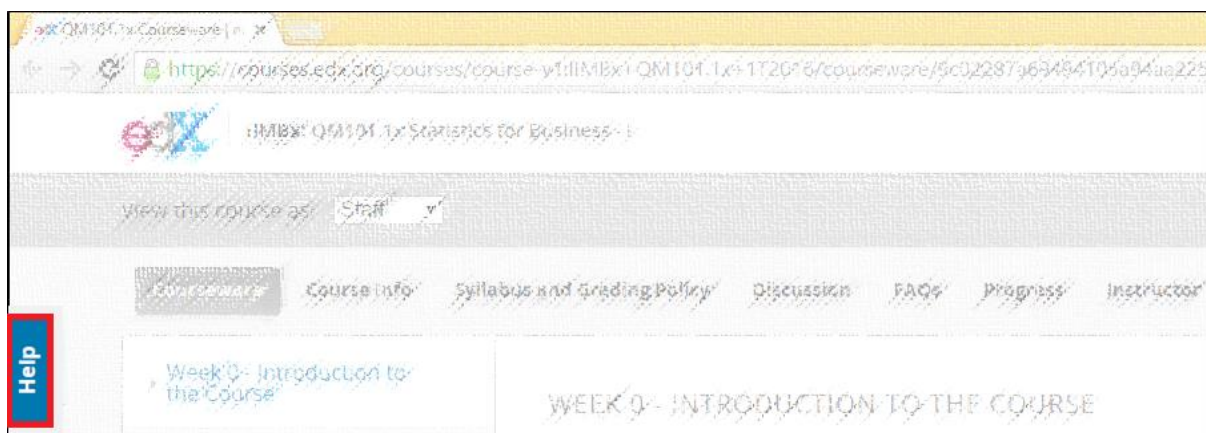 edX QM101.1x Courseware |
https://courses.edx.org/courses/course-v1:IIMBx+QM101.1x+1T2016/courseware/
edX
IIMBx: QM101.1x Statistics for Business - I
View this course as: Staff
Courseware Course Info Syllabus and Grading Policy Discussion FAQs Progress Instructor
Help
Week 0 - Introduction to
the Course
WEEK 0 - INTRODUCTION TO THE COURSE